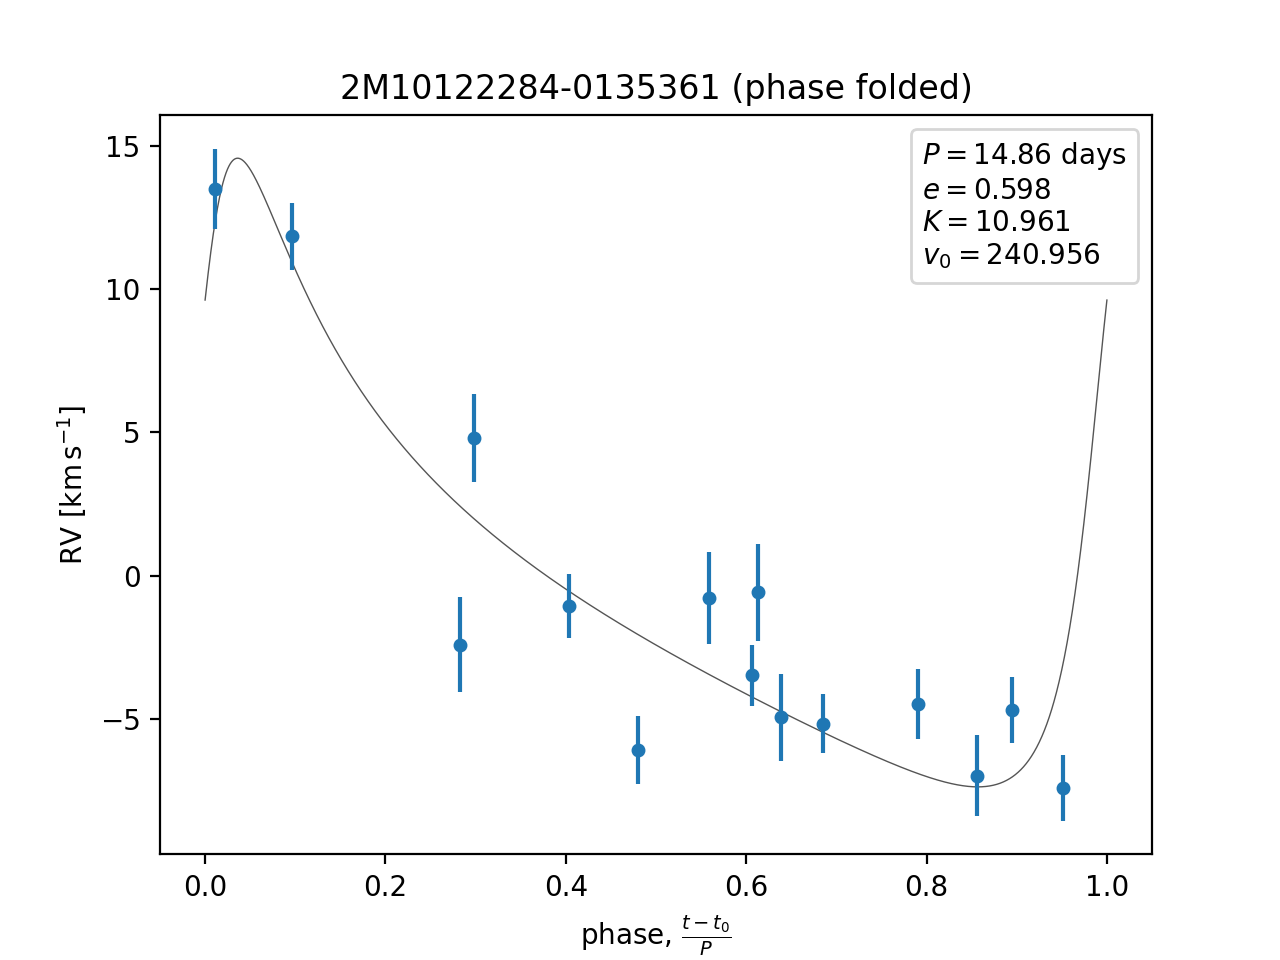 2M10122284-0135361 (phase folded)
P = 14.86 days
e = 0.598
K = 10.961
v₀ = 240.956
15
10
5
0
−5
RV [km s⁻¹]
0.0 0.2 0.4 0.6 0.8 1.0
phase, (t − t₀)/P